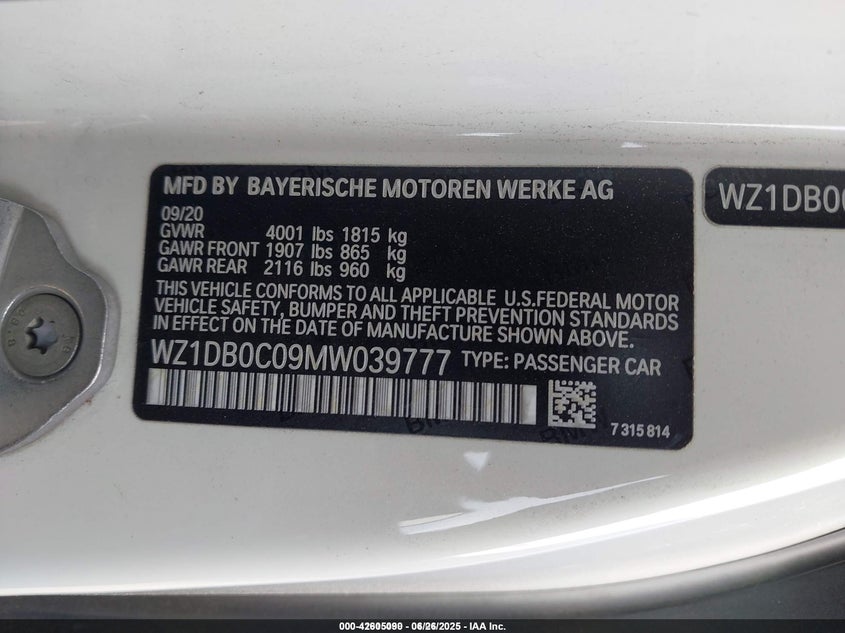 MFD BY BAYERISCHE MOTOREN WERKE AG
09/20
GVWR 4001 lbs 1815 kg
GAWR FRONT 1907 lbs 865 kg
GAWR REAR 2116 lbs 960 kg
THIS VEHICLE CONFORMS TO ALL APPLICABLE U.S.FEDERAL MOTOR
VEHICLE SAFETY, BUMPER AND THEFT PREVENTION STANDARDS
IN EFFECT ON THE DATE OF MANUFACTURE SHOWN ABOVE.
WZ1DB0C09MW039777 TYPE: PASSENGER CAR
7 315 814
WZ1DB0
000-42605090 06/26/2025 - IAA Inc.